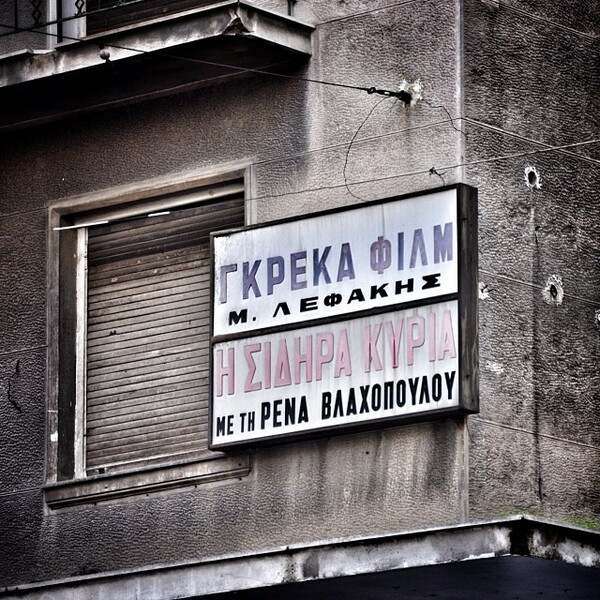 ΓΚΡΕΚΑ ΦΙΛΜ
Μ. ΛΕΦΑΚΗΣ
Η ΣΙΔΗΡΑ ΚΥΡΙΑ
ΜΕ ΤΗ ΡΕΝΑ ΒΛΑΧΟΠΟΥΛΟΥ